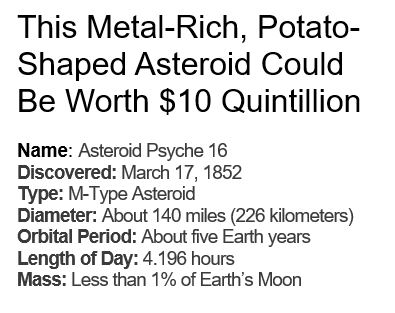 This Metal-Rich, Potato-
Shaped Asteroid Could
Be Worth $10 Quintillion
Name: Asteroid Psyche 16
Discovered: March 17, 1852
Type: M-Type Asteroid
Diameter: About 140 miles (226 kilometers)
Orbital Period: About five Earth years
Length of Day: 4.196 hours
Mass: Less than 1% of Earth's Moon